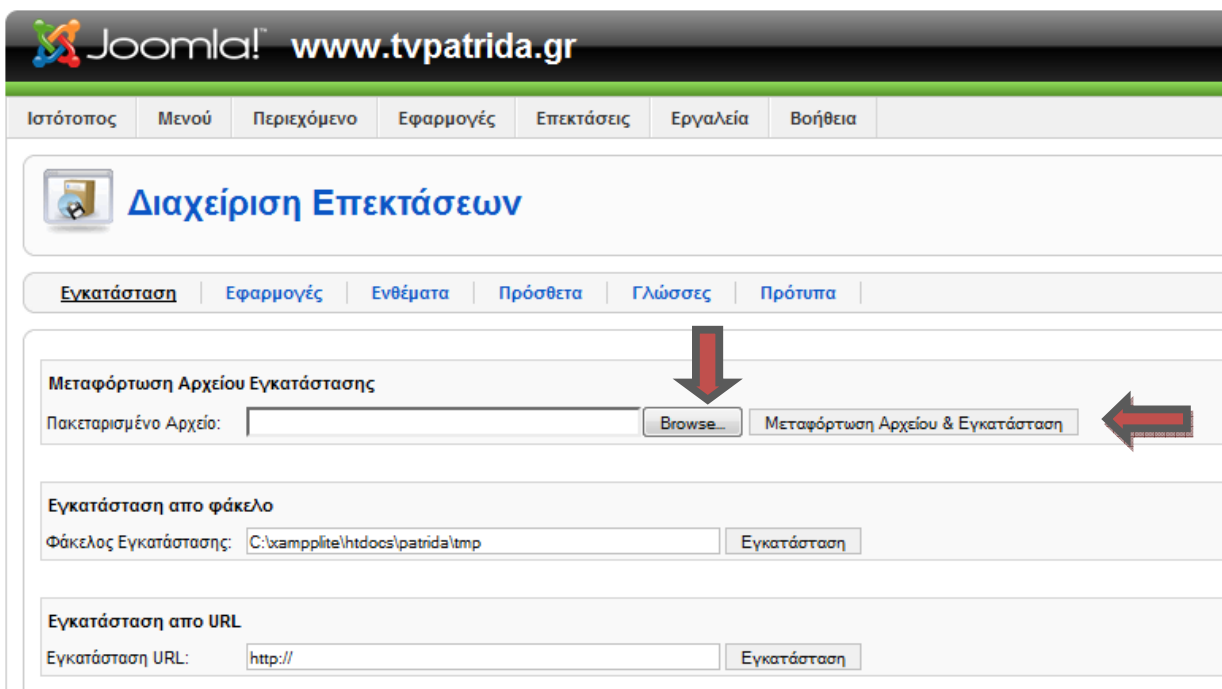 Joomla! www.tvpatrida.gr
Ιστότοπος Μενού Περιεχόμενο Εφαρμογές Επεκτάσεις Εργαλεία Βοήθεια
Διαχείριση Επεκτάσεων
Εγκατάσταση Εφαρμογές Ενθέματα Πρόσθετα Γλώσσες Πρότυπα
Μεταφόρτωση Αρχείου Εγκατάστασης
Πακεταρισμένο Αρχείο: Browse... Μεταφόρτωση Αρχείου & Εγκατάσταση
Εγκατάσταση απο φάκελο
Φάκελος Εγκατάστασης: C:\xampplite\htdocs\patrida\tmp Εγκατάσταση
Εγκατάσταση απο URL
Εγκατάσταση URL: http:// Εγκατάσταση